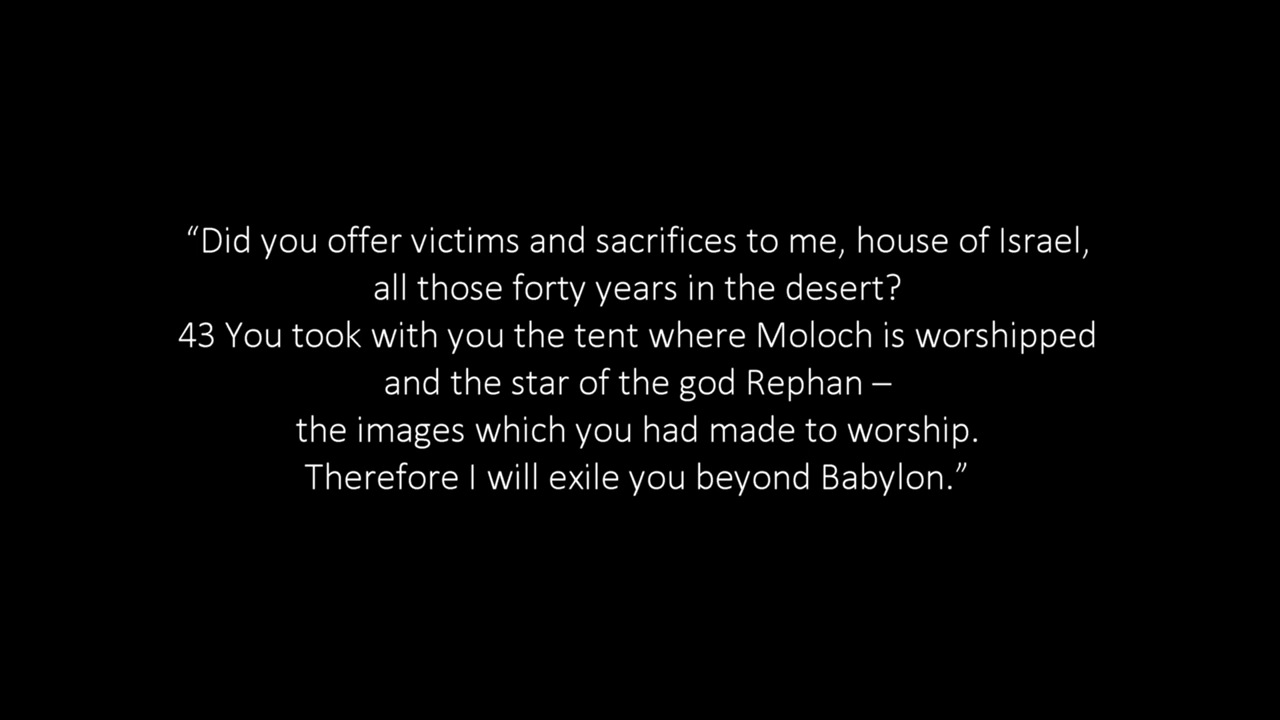 “Did you offer victims and sacrifices to me, house of Israel,
all those forty years in the desert?
43 You took with you the tent where Moloch is worshipped
and the star of the god Rephan –
the images which you had made to worship.
Therefore I will exile you beyond Babylon.”